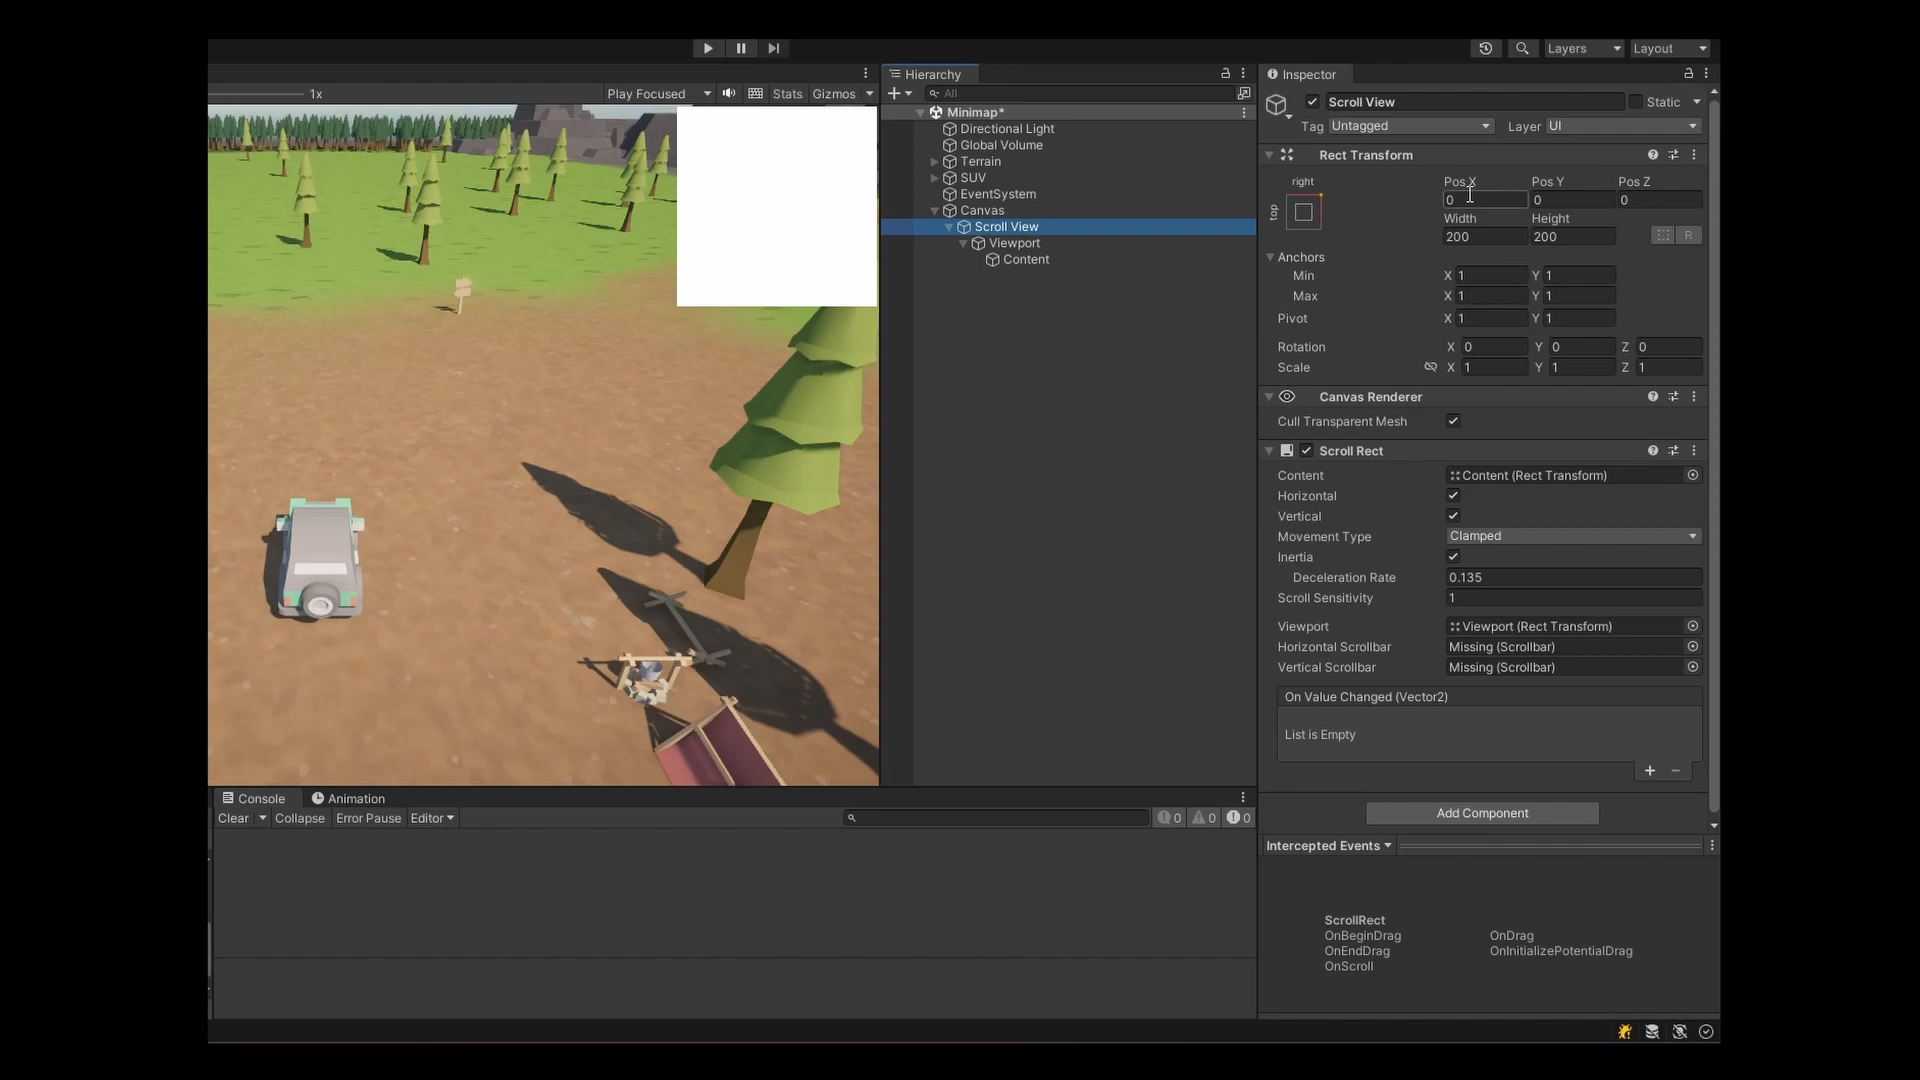 Layers
Layout
1x
Play Focused
Stats
Gizmos
Hierarchy
All
Minimap*
Directional Light
Global Volume
Terrain
SUV
EventSystem
Canvas
Scroll View
Viewport
Content
Inspector
Scroll View
Static
Tag
Untagged
Layer
UI
Rect Transform
right
top
Pos X
Pos Y
Pos Z
0
0
0
Width
Height
200
200
R
Anchors
Min
X 1
Y 1
Max
X 1
Y 1
Pivot
X 1
Y 1
Rotation
X 0
Y 0
Z 0
Scale
X 1
Y 1
Z 1
Canvas Renderer
Cull Transparent Mesh
Scroll Rect
Content
Content (Rect Transform)
Horizontal
Vertical
Movement Type
Clamped
Inertia
Deceleration Rate
0.135
Scroll Sensitivity
1
Viewport
Viewport (Rect Transform)
Horizontal Scrollbar
Missing (Scrollbar)
Vertical Scrollbar
Missing (Scrollbar)
On Value Changed (Vector2)
List is Empty
Add Component
Intercepted Events
ScrollRect
OnBeginDrag
OnDrag
OnEndDrag
OnInitializePotentialDrag
OnScroll
Console
Animation
Clear
Collapse
Error Pause
Editor
0
0
0